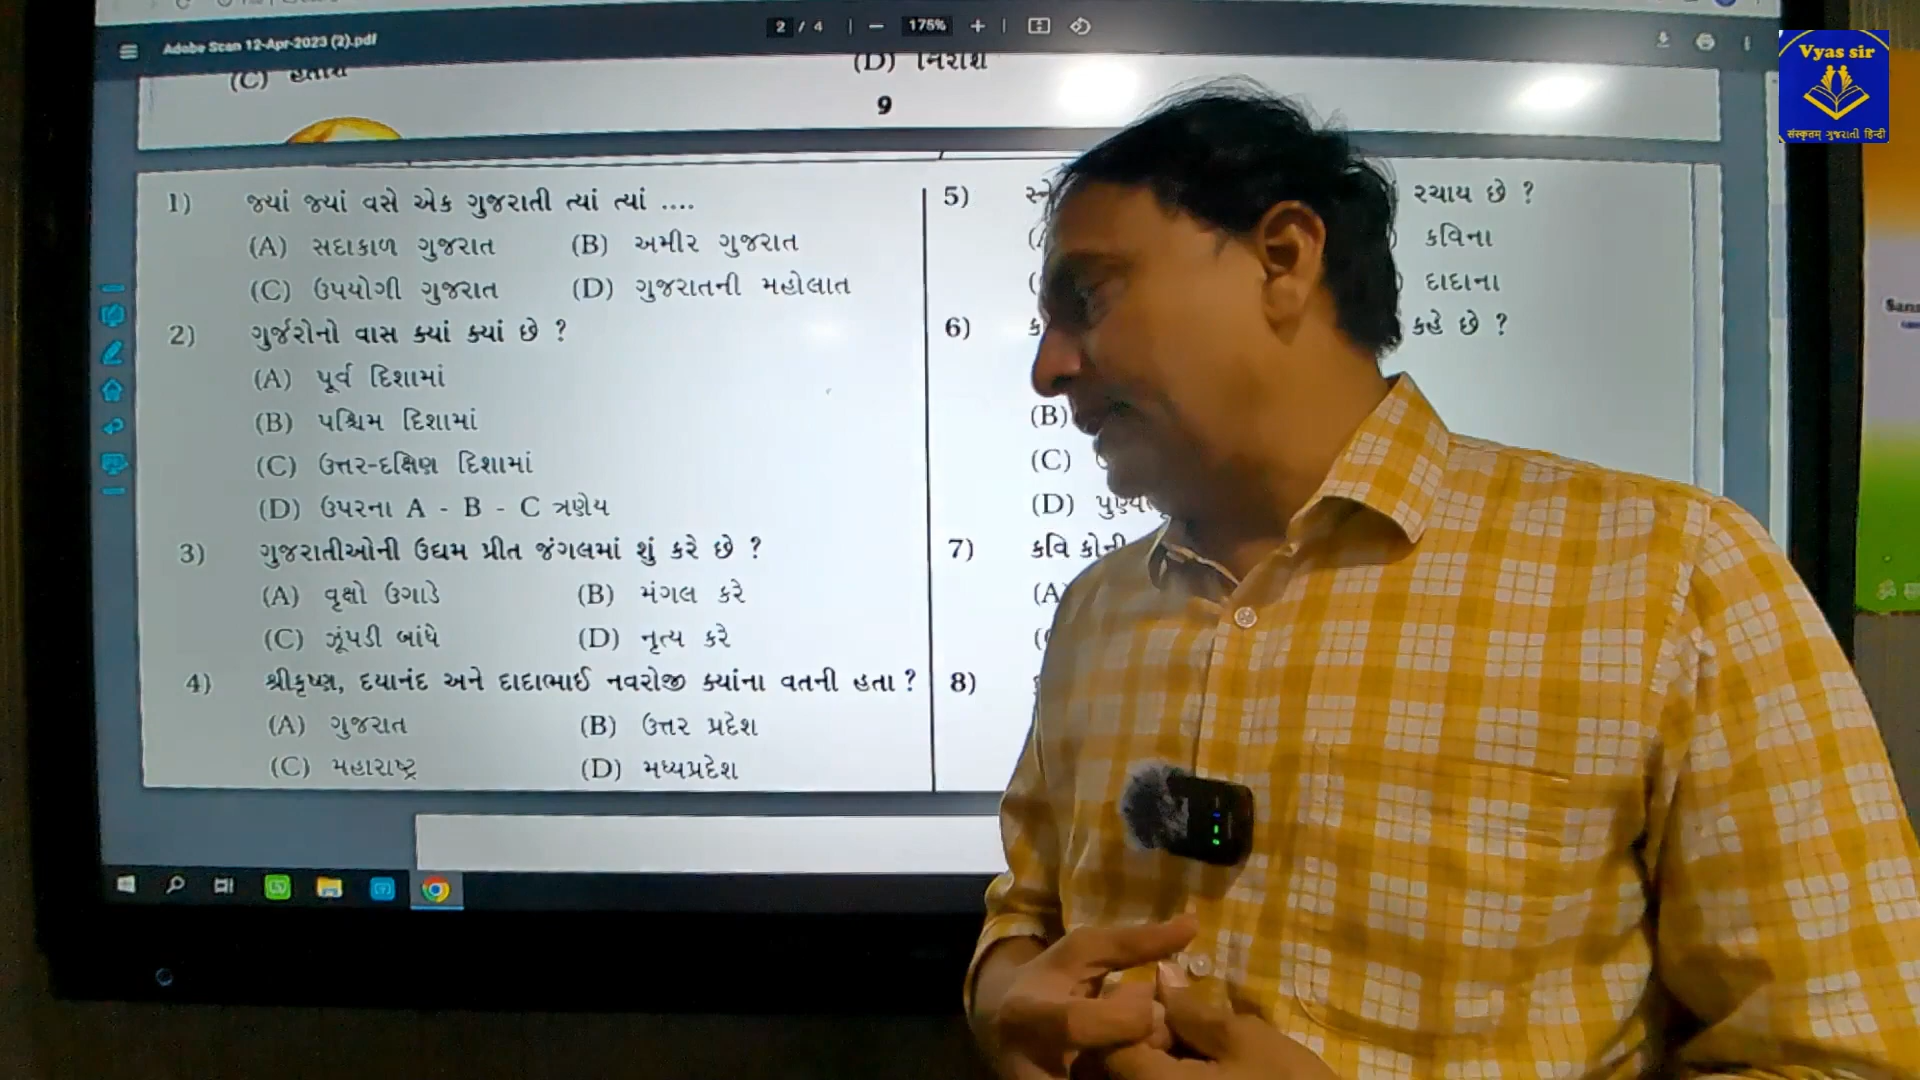 Adobe Scan 12-Apr-2023 (2).pdf
2 / 4 | − 175% + |
Vyas sir
संस्कृतम् ગુજરાતી हिन्दी
(C) હતાશ
(D) નિરાશ
9
1) જ્યાં જ્યાં વસે એક ગુજરાતી ત્યાં ત્યાં ....
(A) સદાકાળ ગુજરાત (B) અમીર ગુજરાત
(C) ઉપયોગી ગુજરાત (D) ગુજરાતની મહોલાત
2) ગુર્જરોનો વાસ ક્યાં ક્યાં છે ?
(A) પૂર્વ દિશામાં
(B) પશ્ચિમ દિશામાં
(C) ઉત્તર-દક્ષિણ દિશામાં
(D) ઉપરના A - B - C ત્રણેય
3) ગુજરાતીઓની ઉદ્યમ પ્રીત જંગલમાં શું કરે છે ?
(A) વૃક્ષો ઉગાડે (B) મંગલ કરે
(C) ઝૂંપડી બાંધે (D) નૃત્ય કરે
4) શ્રીકૃષ્ણ, દયાનંદ અને દાદાભાઈ નવરોજી ક્યાંના વતની હતા ?
(A) ગુજરાત (B) ઉત્તર પ્રદેશ
(C) મહારાષ્ટ્ર (D) મધ્યપ્રદેશ
5) રચાય છે ?
કવિના
દાદાના
6) કહે છે ?
(B)
(C)
(D)
7) કવિ કોની
(A)
8)